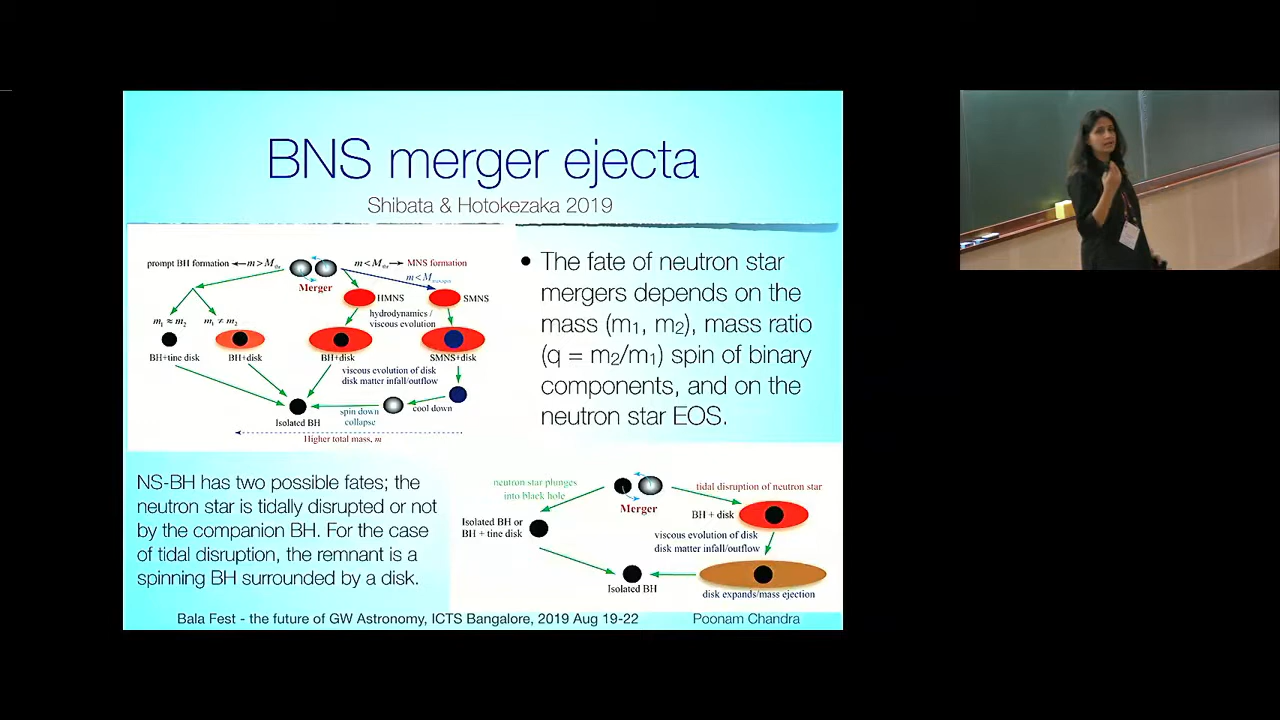 BNS merger ejecta
Shibata & Hotokezaka 2019
prompt BH formation ⟵m>M_thr
m<M_thr⟶ MNS formation
m<M
Merger
HMNS
SMNS
hydrodynamics /
viscous evolution
m₁ ≈ m₂
m₁ ≠ m₂
BH+tine disk
BH+disk
BH+disk
SMNS+disk
viscous evolution of disk
disk matter infall/outflow
Isolated BH
spin down
collapse
cool down
Higher total mass, m
• The fate of neutron star
mergers depends on the
mass (m₁, m₂), mass ratio
(q = m₂/m₁) spin of binary
components, and on the
neutron star EOS.
NS-BH has two possible fates; the
neutron star is tidally disrupted or not
by the companion BH. For the case
of tidal disruption, the remnant is a
spinning BH surrounded by a disk.
neutron star plunges
into black hole
Merger
tidal disruption of neutron star
Isolated BH or
BH + tine disk
BH + disk
viscous evolution of disk
disk matter infall/outflow
Isolated BH
disk expands/mass ejection
Bala Fest - the future of GW Astronomy, ICTS Bangalore, 2019 Aug 19-22
Poonam Chandra